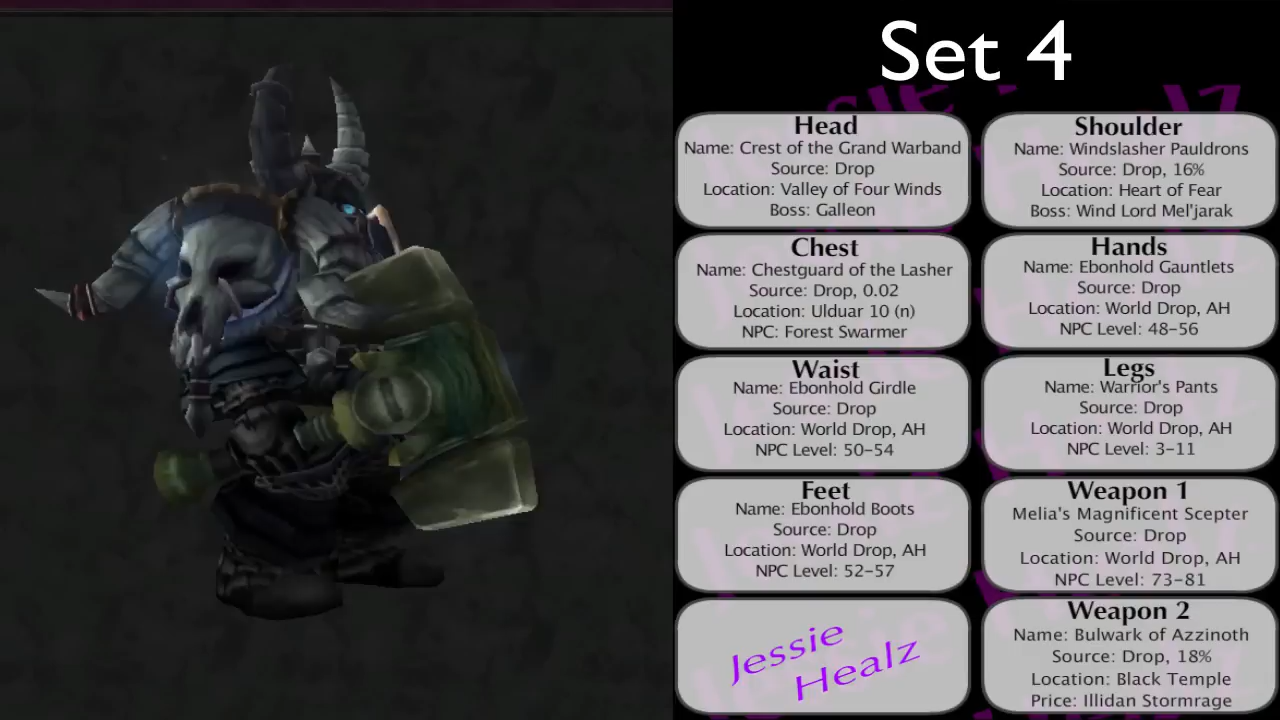 Set 4
Head
Name: Crest of the Grand Warband
Source: Drop
Location: Valley of Four Winds
Boss: Galleon
Shoulder
Name: Windslasher Pauldrons
Source: Drop, 16%
Location: Heart of Fear
Boss: Wind Lord Mel'jarak
Chest
Name: Chestguard of the Lasher
Source: Drop, 0.02
Location: Ulduar 10 (n)
NPC: Forest Swarmer
Hands
Name: Ebonhold Gauntlets
Source: Drop
Location: World Drop, AH
NPC Level: 48-56
Waist
Name: Ebonhold Girdle
Source: Drop
Location: World Drop, AH
NPC Level: 50-54
Legs
Name: Warrior's Pants
Source: Drop
Location: World Drop, AH
NPC Level: 3-11
Feet
Name: Ebonhold Boots
Source: Drop
Location: World Drop, AH
NPC Level: 52-57
Weapon 1
Melia's Magnificent Scepter
Source: Drop
Location: World Drop, AH
NPC Level: 73-81
Jessie
Healz
Weapon 2
Name: Bulwark of Azzinoth
Source: Drop, 18%
Location: Black Temple
Price: Illidan Stormrage